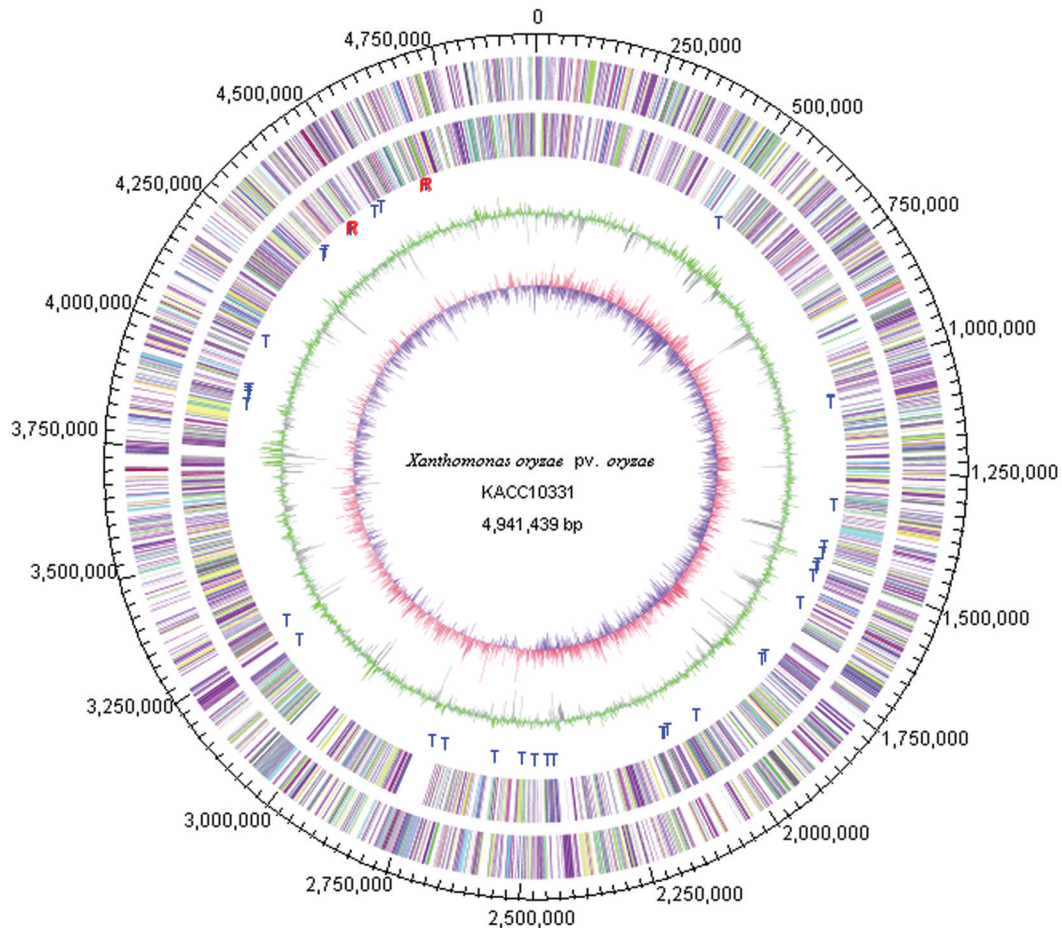 0
4,750,000
250,000
4,500,000
500,000
4,250,000
750,000
R
T
T T
R
T
T
4,000,000
1,000,000
T
T
T
T
3,750,000
Xanthomonas oryzae pv. oryzae
KACC10331
4,941,439 bp
1,250,000
T
T
T
T
3,500,000
T
T
1,500,000
T
T T
3,250,000
T
T T
1,750,000
T T
T T T T T
3,000,000
2,000,000
2,750,000
2,250,000
2,500,000